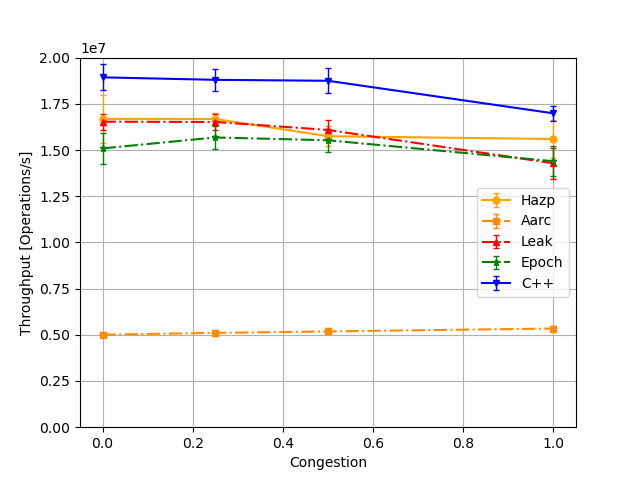 1e7
2.00
1.75
1.50
1.25
1.00
0.75
0.50
0.25
0.00
Throughput [Operations/s]
Hazp
Aarc
Leak
Epoch
C++
0.0 0.2 0.4 0.6 0.8 1.0
Congestion